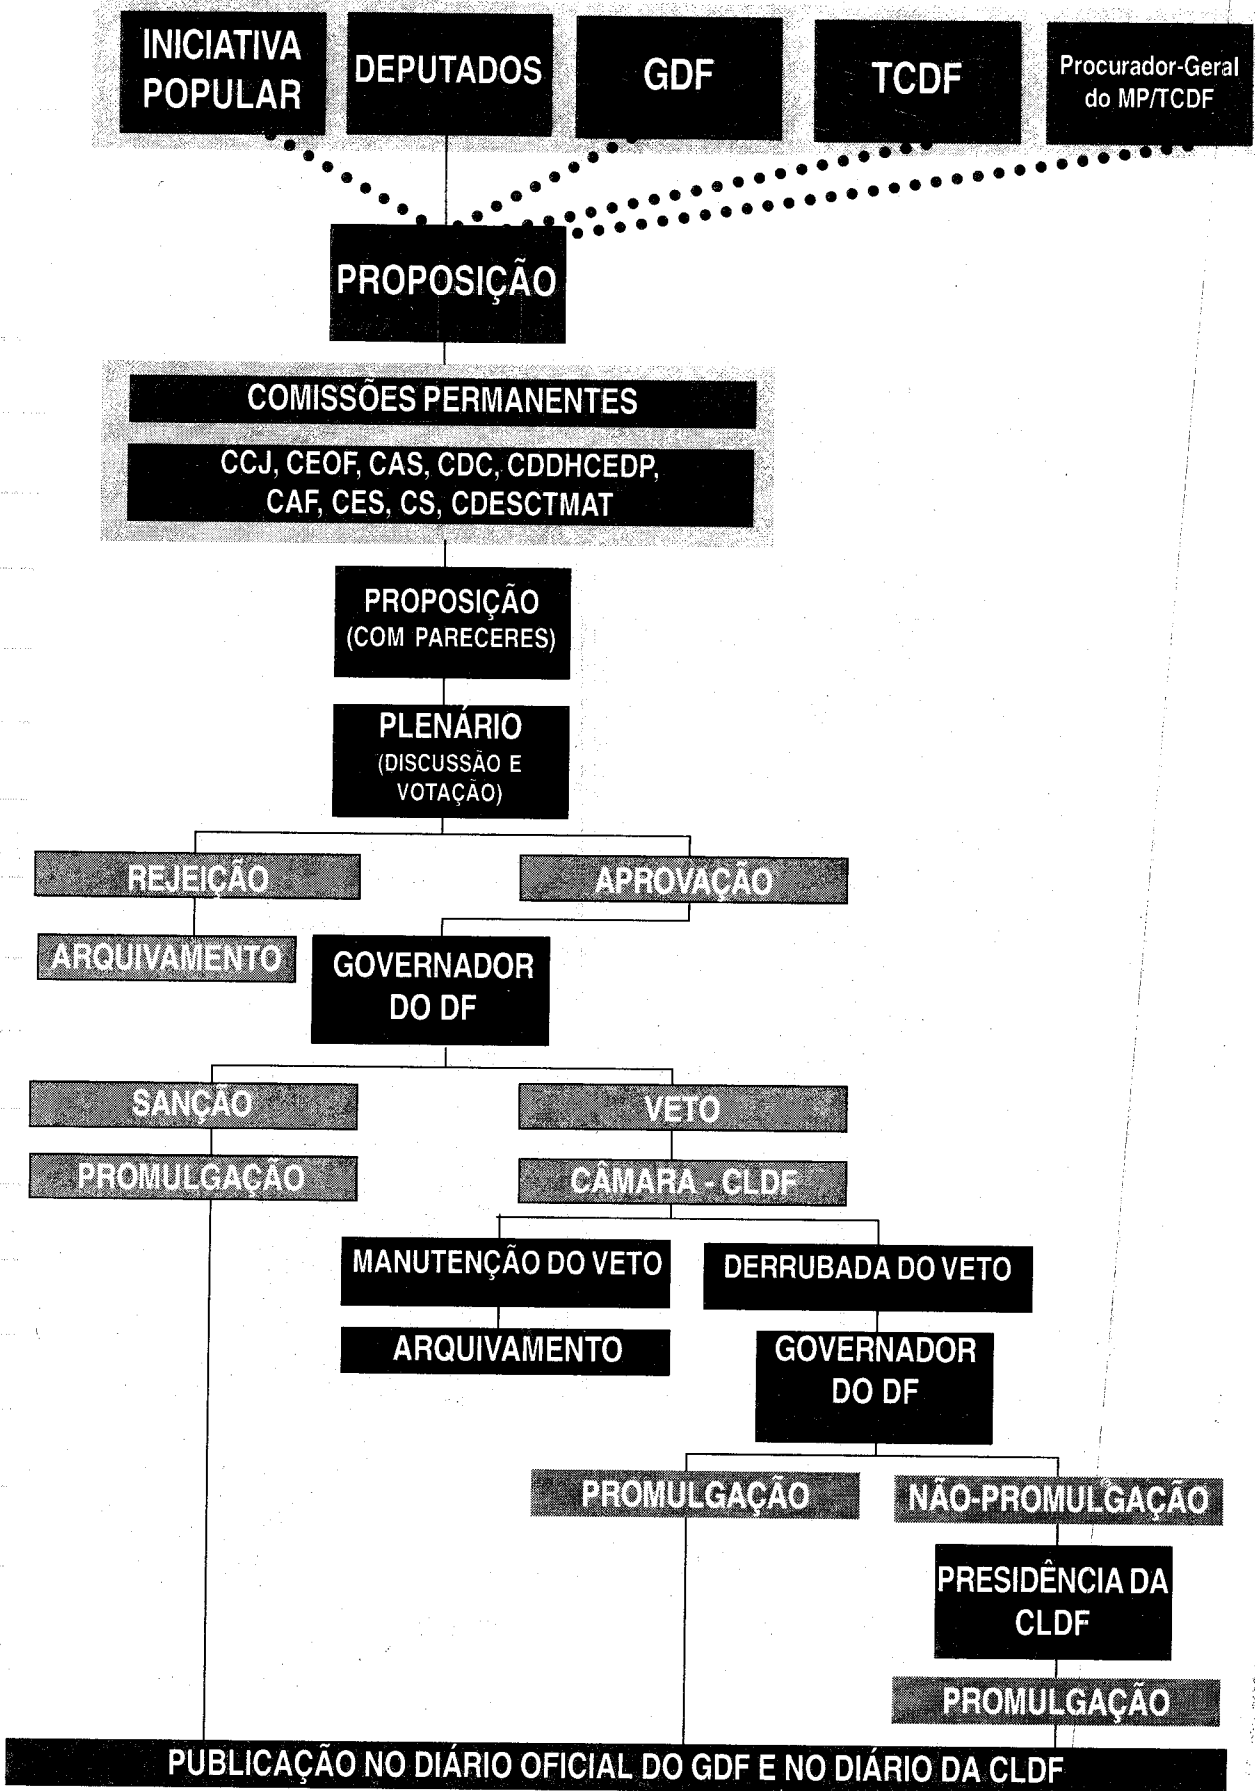 INICIATIVA
POPULAR
DEPUTADOS
GDF
TCDF
Procurador-Geral
do MP/TCDF
PROPOSIÇÃO
COMISSÕES PERMANENTES
CCJ, CEOF, CAS, CDC, CDDHCEDP,
CAF, CES, CS, CDESCTMAT
PROPOSIÇÃO
(COM PARECERES)
PLENÁRIO
(DISCUSSÃO E
VOTAÇÃO)
REJEIÇÃO
APROVAÇÃO
ARQUIVAMENTO
GOVERNADOR
DO DF
SANÇÃO
VETO
PROMULGAÇÃO
CÂMARA - CLDF
MANUTENÇÃO DO VETO
DERRUBADA DO VETO
ARQUIVAMENTO
GOVERNADOR
DO DF
PROMULGAÇÃO
NÃO-PROMULGAÇÃO
PRESIDÊNCIA DA
CLDF
PROMULGAÇÃO
PUBLICAÇÃO NO DIÁRIO OFICIAL DO GDF E NO DIÁRIO DA CLDF